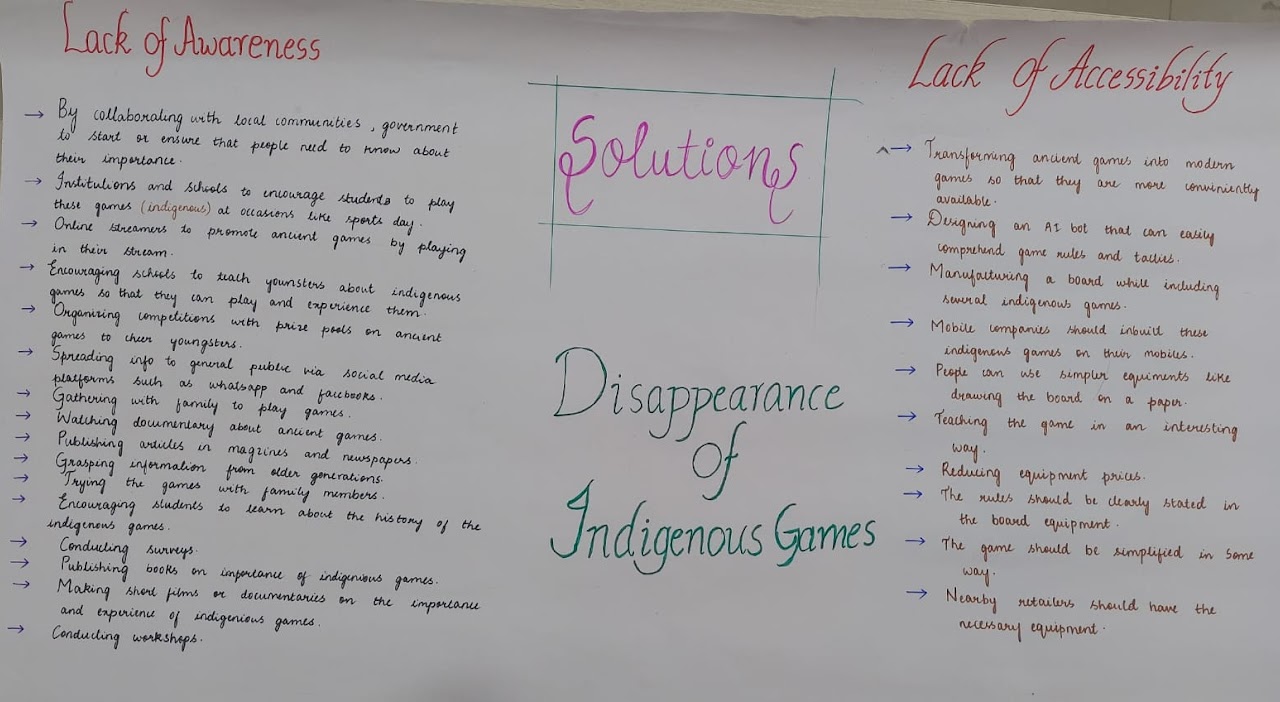 Lack of Awareness
→ By collaborating with local communities, government
to start or ensure that people need to know about
their importance.
→ Institutions and schools to encourage students to play
these games (indigenous) at occasions like sports day.
→ Online streamers to promote ancient games by playing
in their stream.
→ Encouraging schools to teach younsters about indigenous
games so that they can play and experience them.
→ Organizing competitions with prize pools on ancient
games to cheer youngsters.
→ Spreading info to general public via social media
platforms such as whatsapp and facebooks.
→ Gathering with family to play games.
→ Watching documentary about ancient games.
→ Publishing articles in magzines and newspapers.
→ Grasping information from older generations.
→ Trying the games with family members.
→ Encouraging students to learn about the history of the
indigenous games.
→ Conducting surveys.
→ Publishing books on importance of indigenious games.
→ Making short films or documentaries on the importance
and experience of indigenious games.
→ Conducting workshops.
Solutions
Disappearance
of
Indigenous Games
Lack of Accessibility
→ Transforming ancient games into modern
games so that they are more conviniently
available.
→ Designing an AI bot that can easily
comprehend game rules and tactics.
→ Manufacturing a board while including
several indigenous games.
→ Mobile companies should inbuild these
indigenous games on their mobiles.
→ People can use simpler equiments like
drawing the board on a paper.
→ Teaching the game in an interesting
way.
→ Reducing equipment prices.
→ The rules should be clearly stated in
the board equipment.
→ The game should be simplified in some
way.
→ Nearby retailers should have the
necessary equipment.